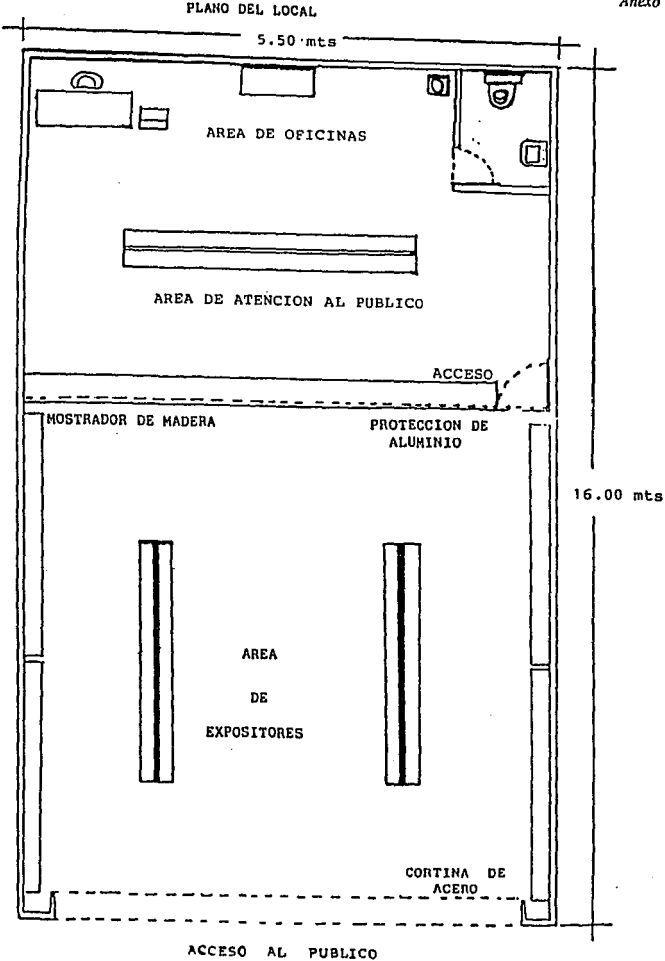 PLANO DEL LOCAL
Anexo
5.50 mts
AREA DE OFICINAS
AREA DE ATENCION AL PUBLICO
ACCESO
MOSTRADOR DE MADERA
PROTECCION DE
ALUMINIO
16.00 mts
AREA
DE
EXPOSITORES
CORTINA DE
ACERO
ACCESO AL PUBLICO